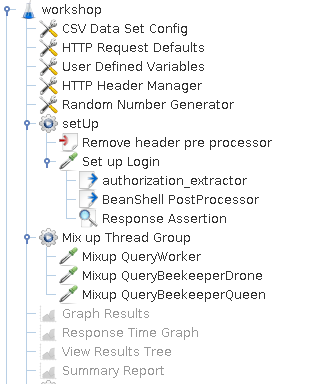 workshop
CSV Data Set Config
HTTP Request Defaults
User Defined Variables
HTTP Header Manager
Random Number Generator
setUp
Remove header pre processor
Set up Login
authorization_extractor
BeanShell PostProcessor
Response Assertion
Mix up Thread Group
Mixup QueryWorker
Mixup QueryBeekeeperDrone
Mixup QueryBeekeeperQueen
Graph Results
Response Time Graph
View Results Tree
Summary Report